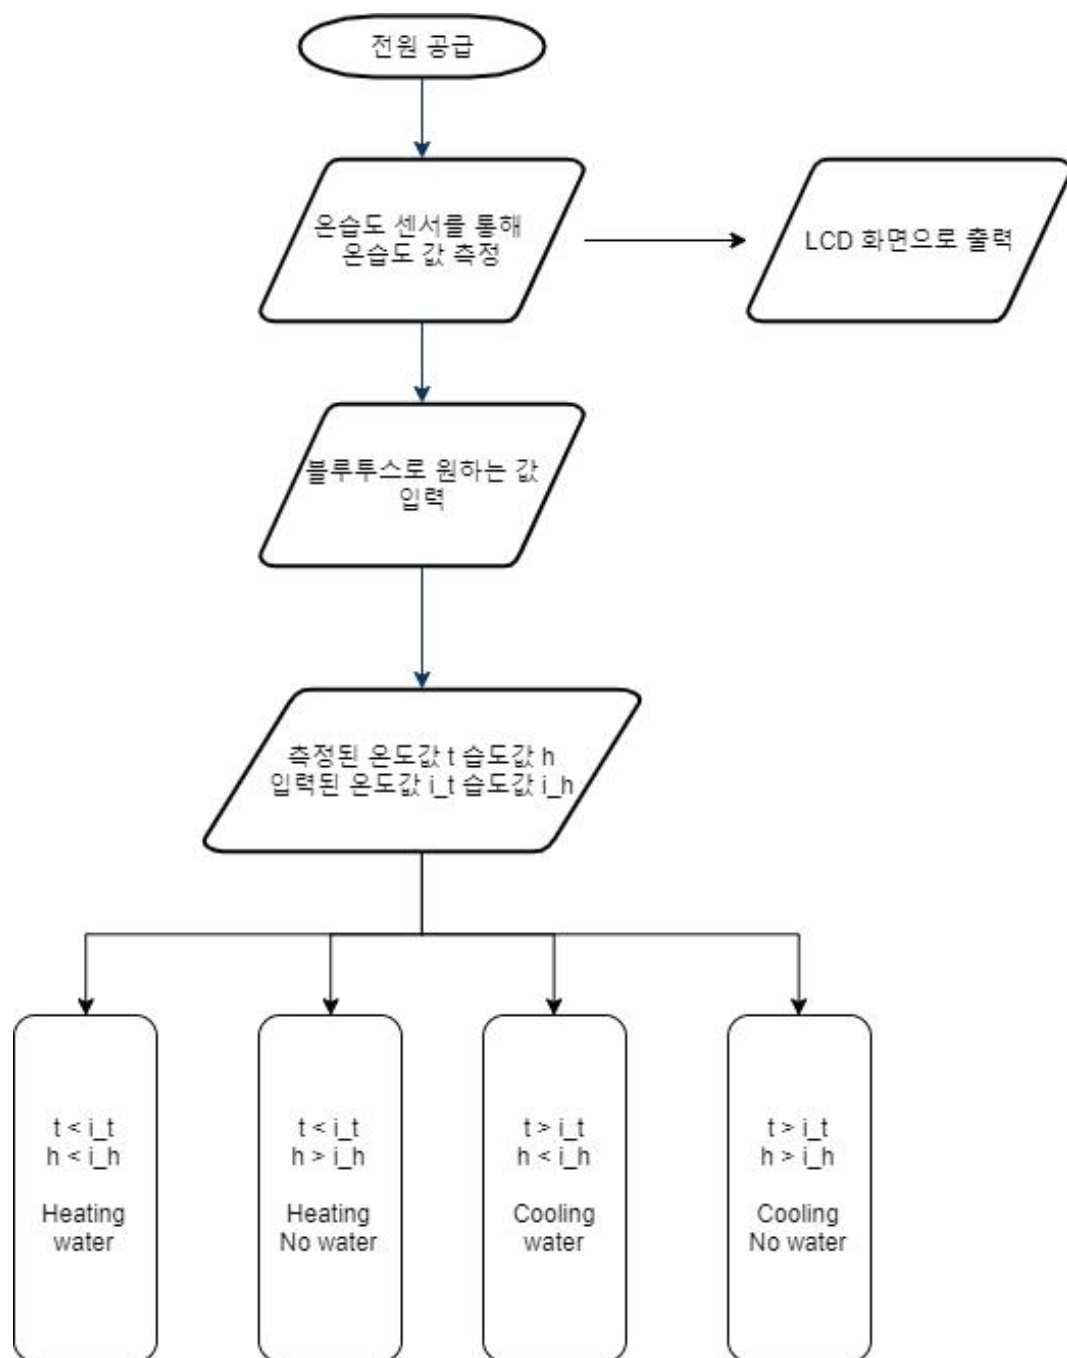 전원 공급
온습도 센서를 통해
온습도 값 측정
LCD 화면으로 출력
블루투스로 원하는 값
입력
측정된 온도값 t 습도값 h
입력된 온도값 i_t 습도값 i_h
t < i_t
h < i_h
Heating
water
t < i_t
h > i_h
Heating
No water
t > i_t
h < i_h
Cooling
water
t > i_t
h > i_h
Cooling
No water